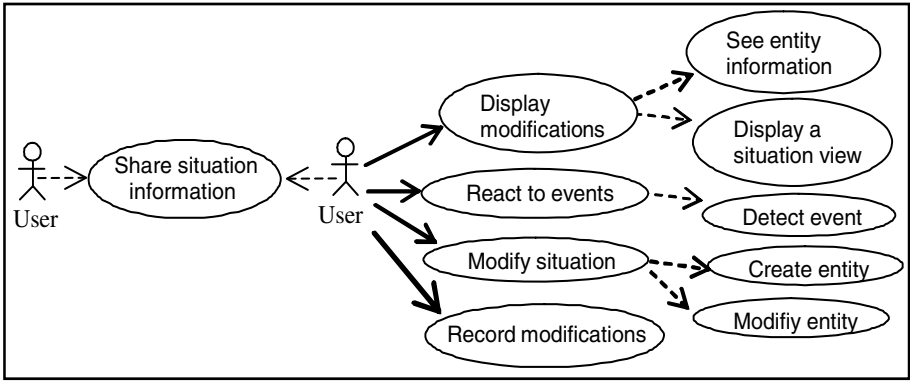 User
Share situation
information
User
Display
modifications
React to events
Modify situation
Record modifications
See entity
information
Display a
situation view
Detect event
Create entity
Modifiy entity